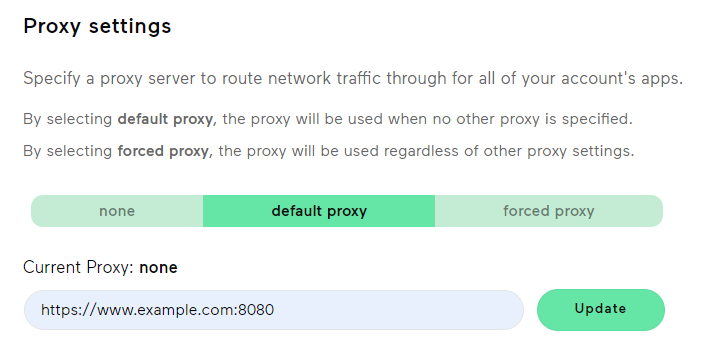 Proxy settings
Specify a proxy server to route network traffic through for all of your account's apps.
By selecting default proxy, the proxy will be used when no other proxy is specified.
By selecting forced proxy, the proxy will be used regardless of other proxy settings.
none default proxy forced proxy
Current Proxy: none
https://www.example.com:8080 Update